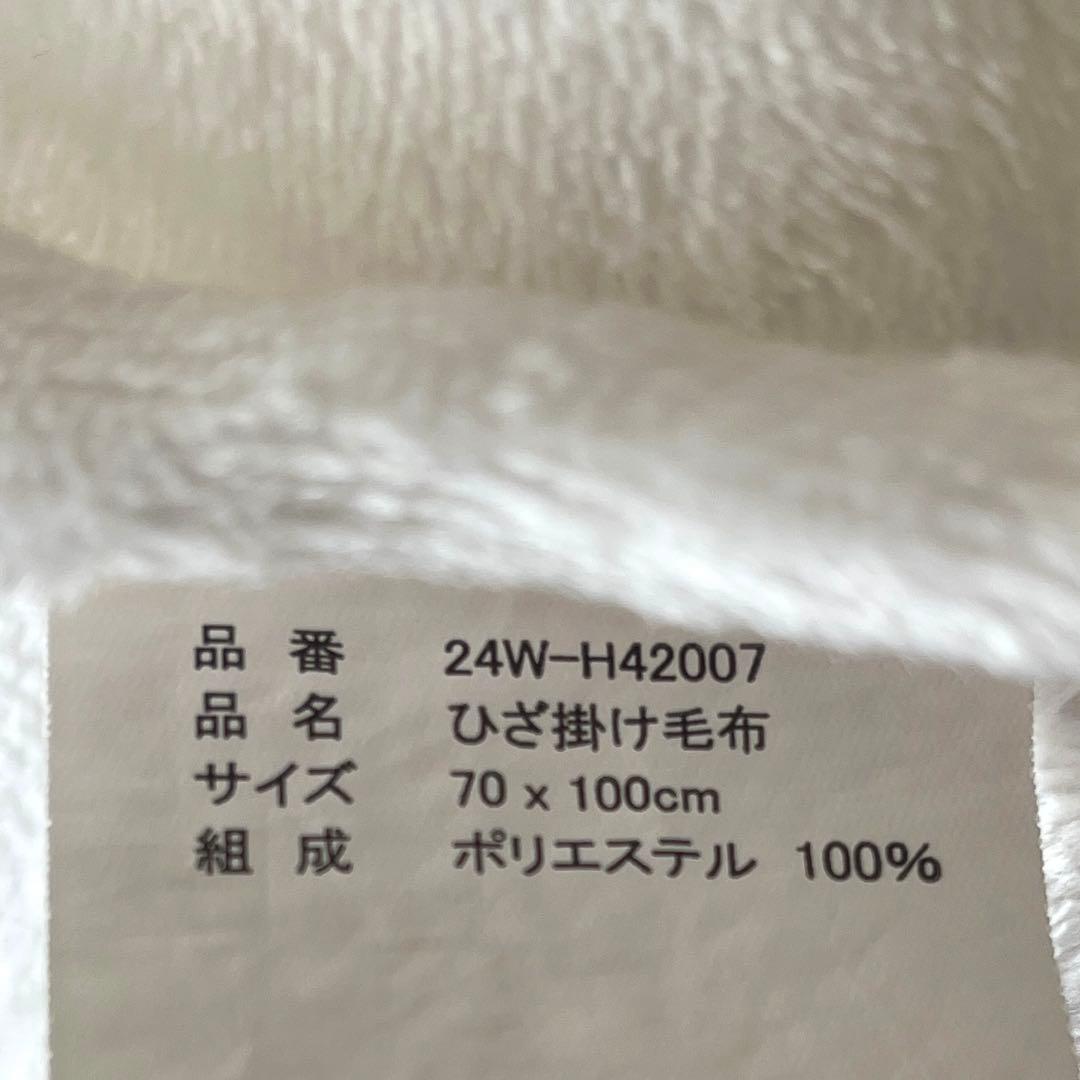 品 番 24W-H42007
品 名 ひざ掛け毛布
サイズ 70 x 100cm
組 成 ポリエステル 100%